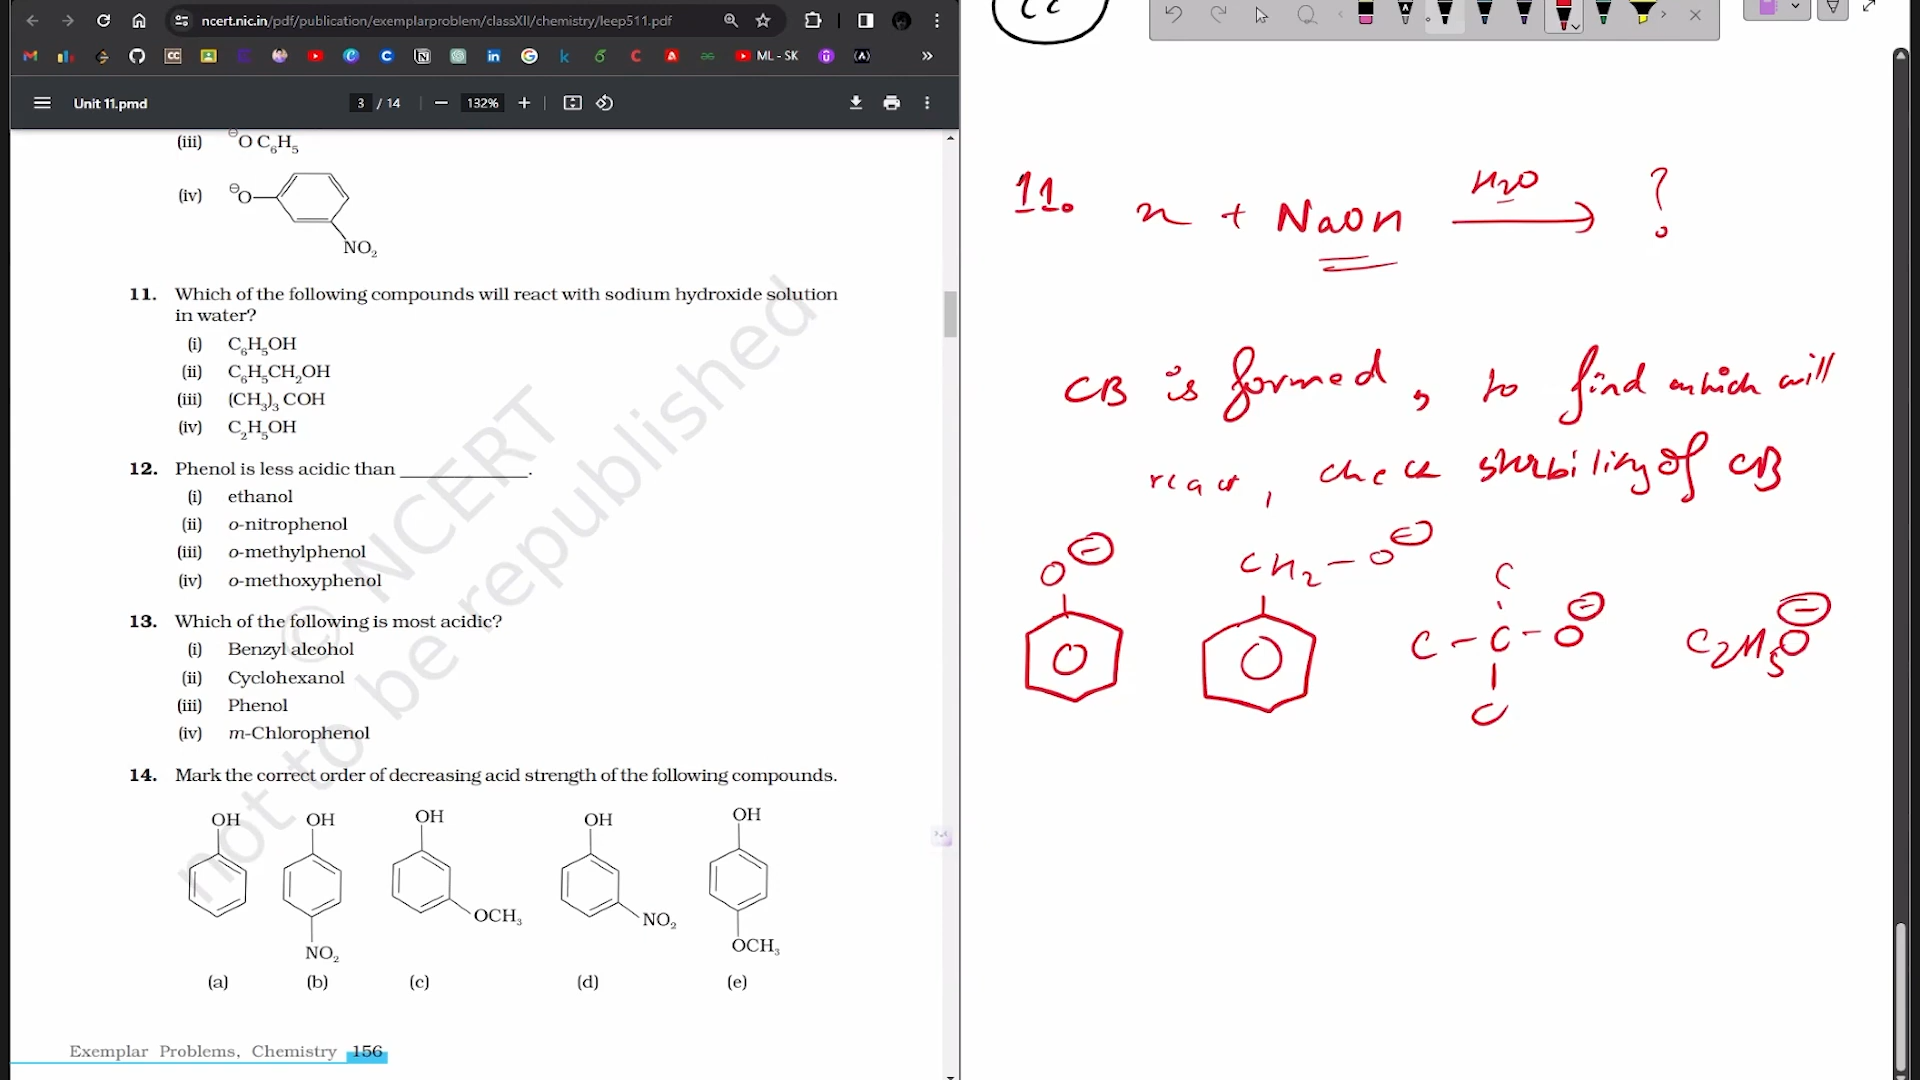 ncert.nic.in/pdf/publication/exemplarproblem/classXII/chemistry/leep511.pdf
ML - SK
Unit 11.pmd
3 / 14
132%
(iii) ⊖O C6H5
(iv) ⊖O
NO2
11. Which of the following compounds will react with sodium hydroxide solution
in water?
(i) C6H5OH
(ii) C6H5CH2OH
(iii) (CH3)3 COH
(iv) C2H5OH
12. Phenol is less acidic than ______________.
(i) ethanol
(ii) o-nitrophenol
(iii) o-methylphenol
(iv) o-methoxyphenol
13. Which of the following is most acidic?
(i) Benzyl alcohol
(ii) Cyclohexanol
(iii) Phenol
(iv) m-Chlorophenol
14. Mark the correct order of decreasing acid strength of the following compounds.
OH OH OH OH OH
OCH3 NO2
NO2 OCH3
(a) (b) (c) (d) (e)
Exemplar Problems, Chemistry 156
© NCERT
not to be republished
11. x + NaOH H2O ?
CB is formed, to find which will
react, check stability of CB
O⊖ CH2-O⊖
C
C-C-O⊖
C
C2H5O⊖